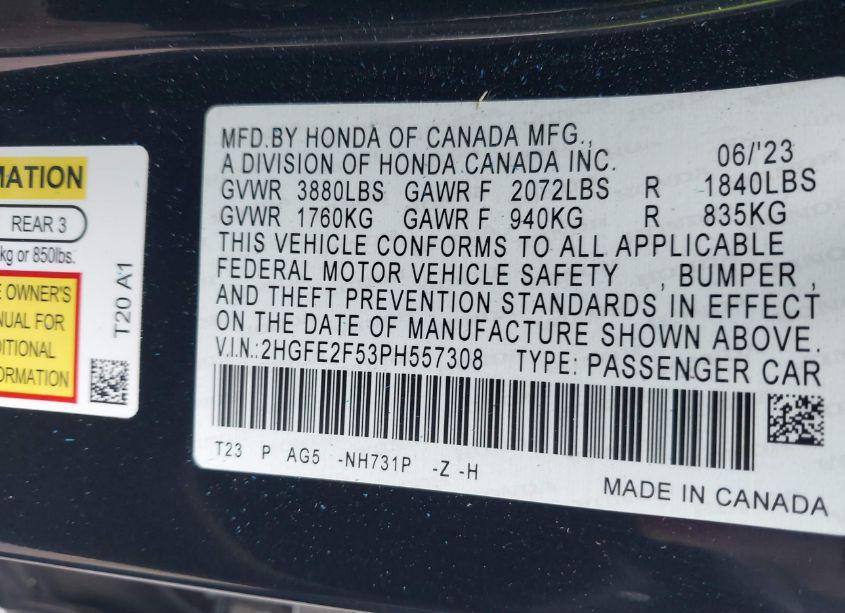 MATION
REAR 3
kg or 850lbs.
E OWNER'S
NUAL FOR
DITIONAL
FORMATION
T20 A1
MFD.BY HONDA OF CANADA MFG.,
A DIVISION OF HONDA CANADA INC. 06/'23
GVWR 3880LBS GAWR F 2072LBS R 1840LBS
GVWR 1760KG GAWR F 940KG R 835KG
THIS VEHICLE CONFORMS TO ALL APPLICABLE
FEDERAL MOTOR VEHICLE SAFETY , BUMPER ,
AND THEFT PREVENTION STANDARDS IN EFFECT
ON THE DATE OF MANUFACTURE SHOWN ABOVE.
V.I.N.:2HGFE2F53PH557308 TYPE: PASSENGER CAR
T23 P AG5 -NH731P -Z -H
MADE IN CANADA